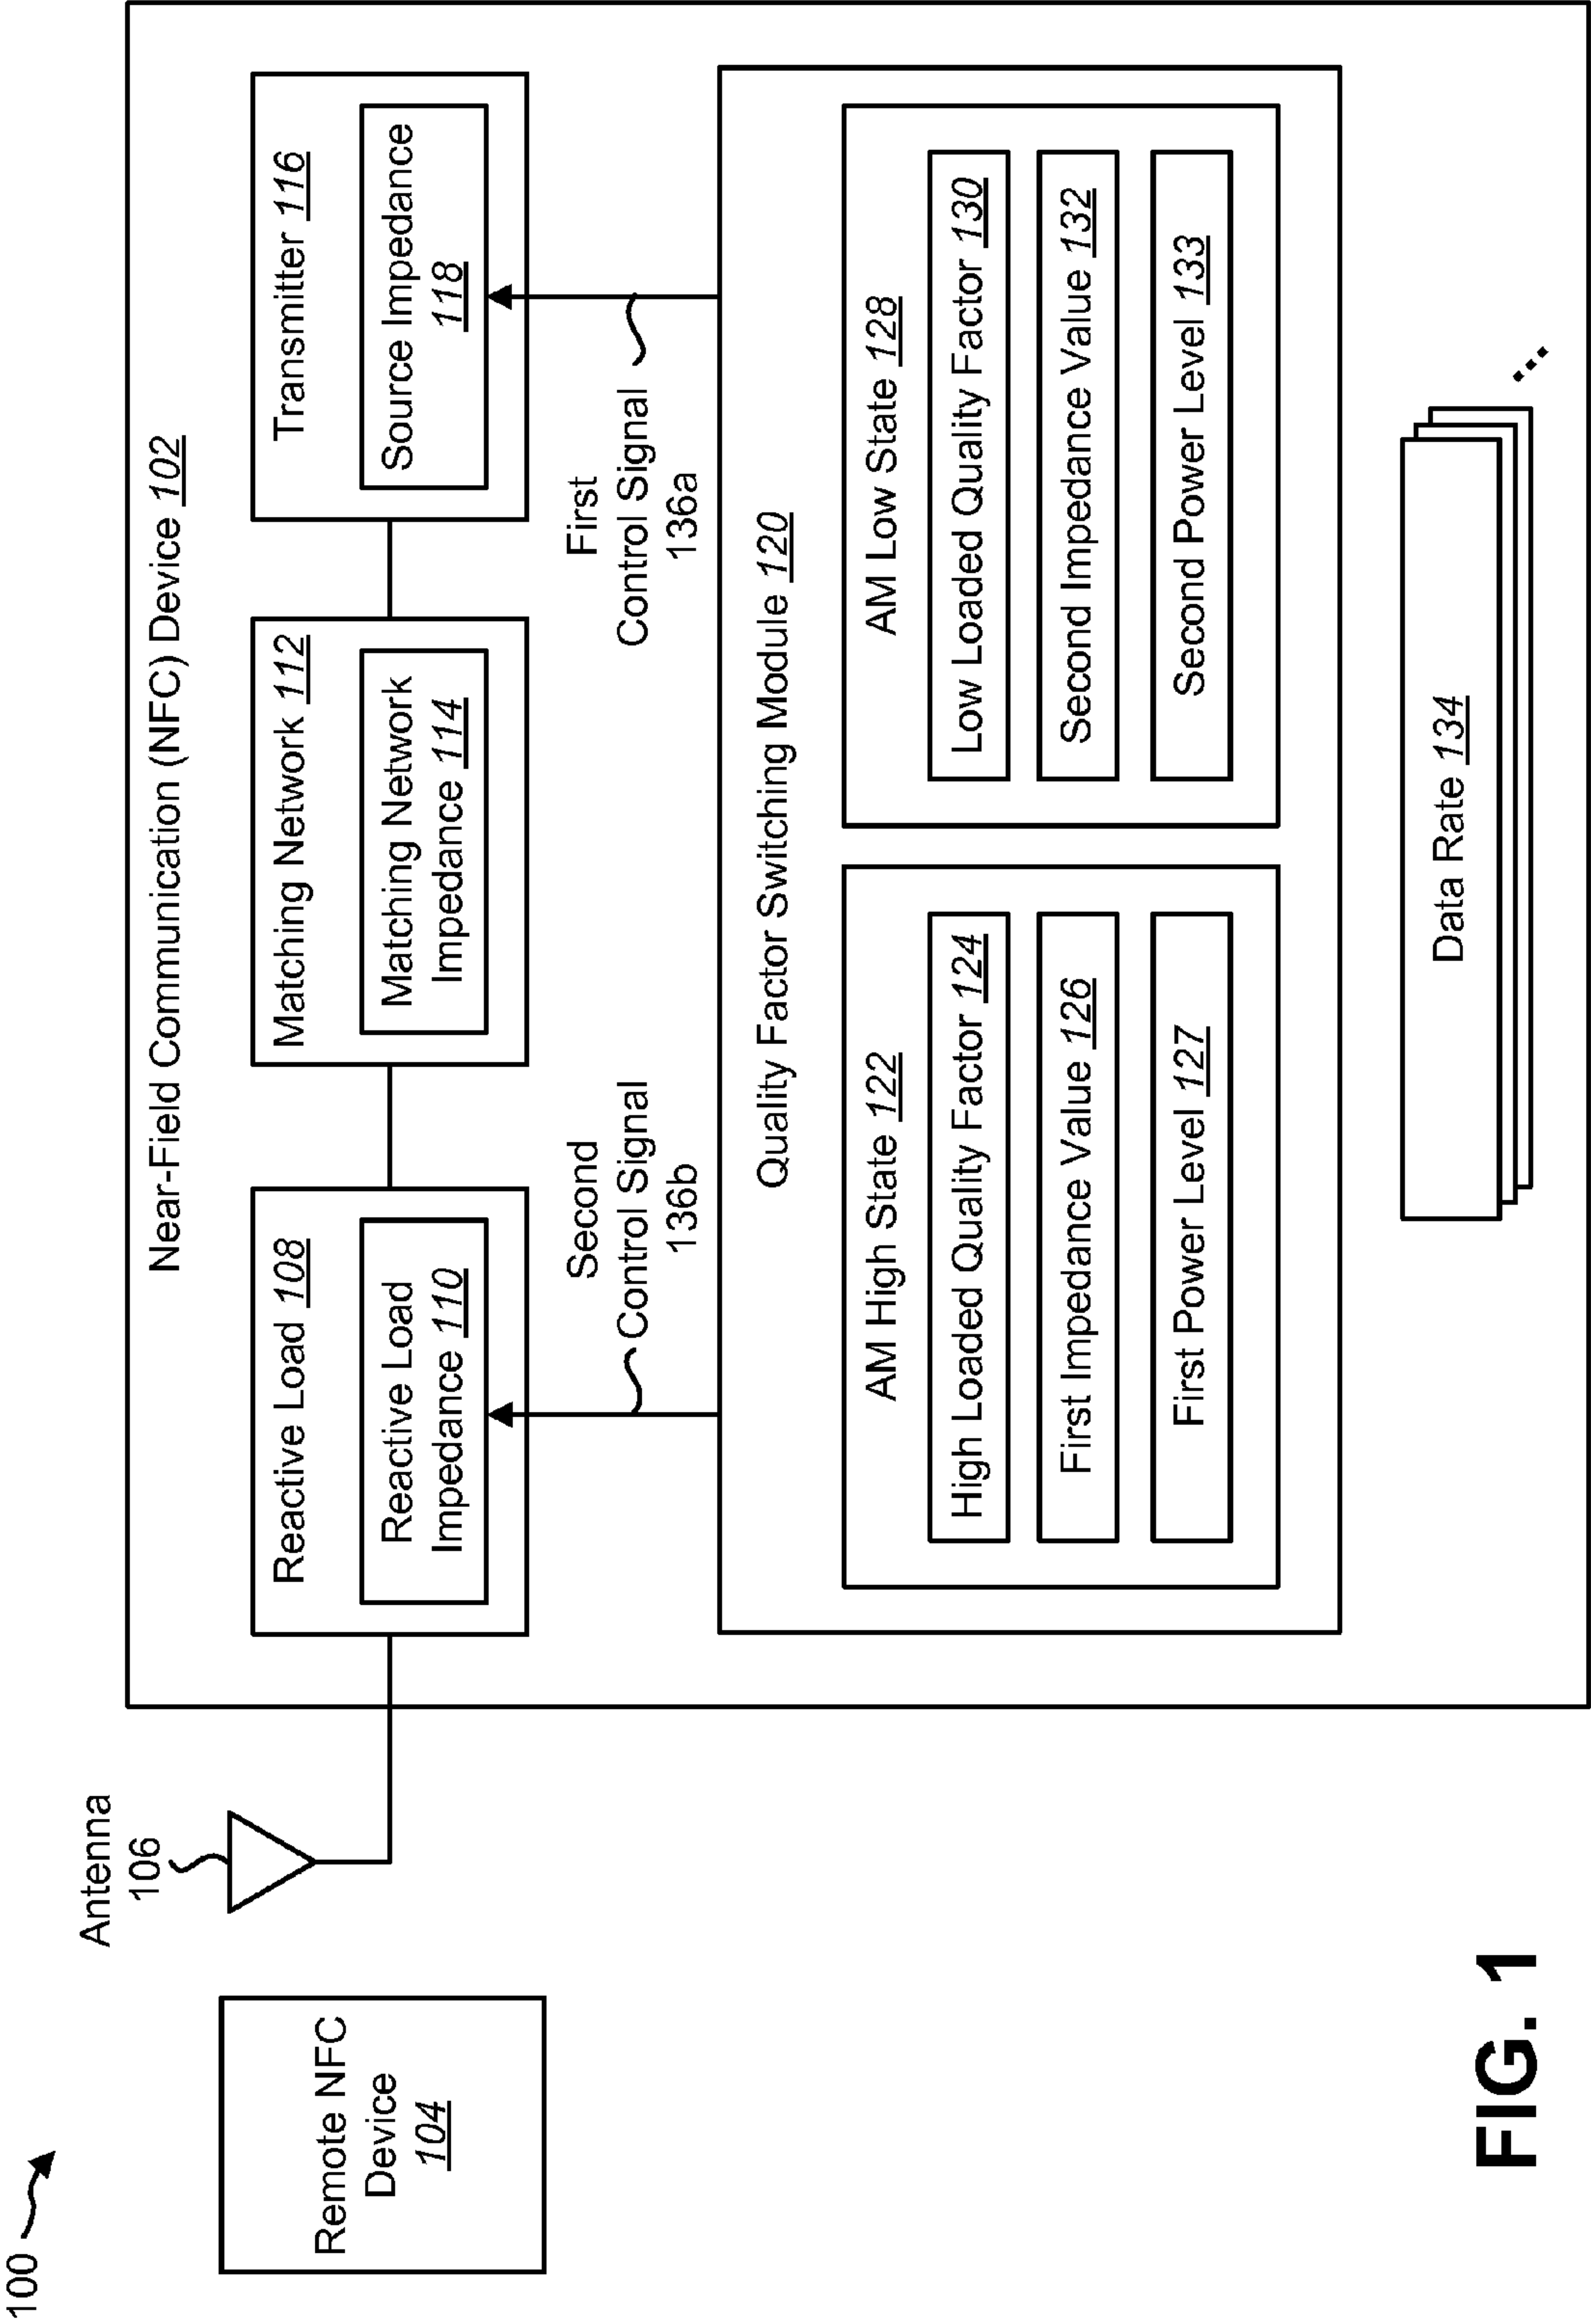 100
Remote NFC
Device
104
Antenna
106
Near-Field Communication (NFC) Device 102
Reactive Load 108
Reactive Load
Impedance 110
Matching Network 112
Matching Network
Impedance 114
Transmitter 116
Source Impedance
118
Second
Control Signal
136b
First
Control Signal
136a
Quality Factor Switching Module 120
AM High State 122
High Loaded Quality Factor 124
First Impedance Value 126
First Power Level 127
AM Low State 128
Low Loaded Quality Factor 130
Second Impedance Value 132
Second Power Level 133
Data Rate 134
FIG. 1